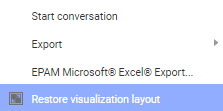 Start conversation
Export
EPAM Microsoft® Excel® Export...
Restore visualization layout